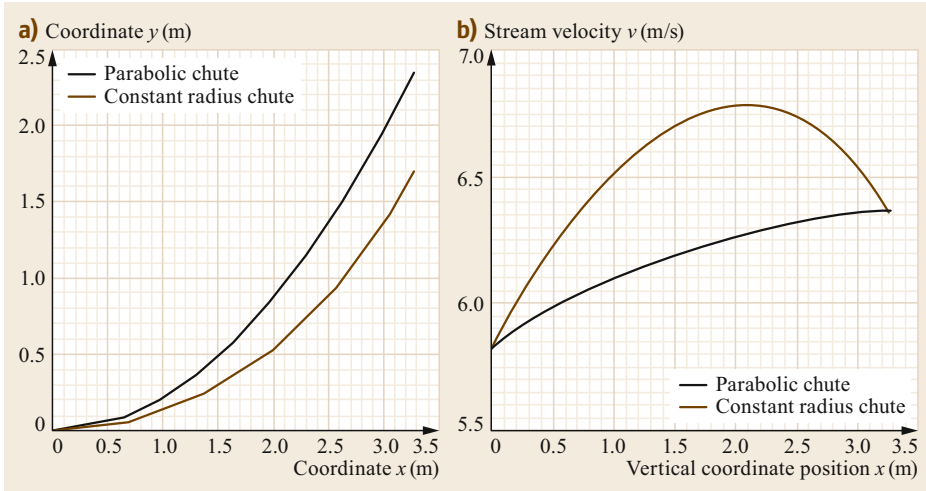 a) Coordinate y (m)
2.5
2.0
1.5
1.0
0.5
0
Parabolic chute
Constant radius chute
0 0.5 1.0 1.5 2.0 2.5 3.0 3.5
Coordinate x (m)
b) Stream velocity v (m/s)
7.0
6.5
6.0
5.5
Parabolic chute
Constant radius chute
0 0.5 1.0 1.5 2.0 2.5 3.0 3.5
Vertical coordinate position x (m)